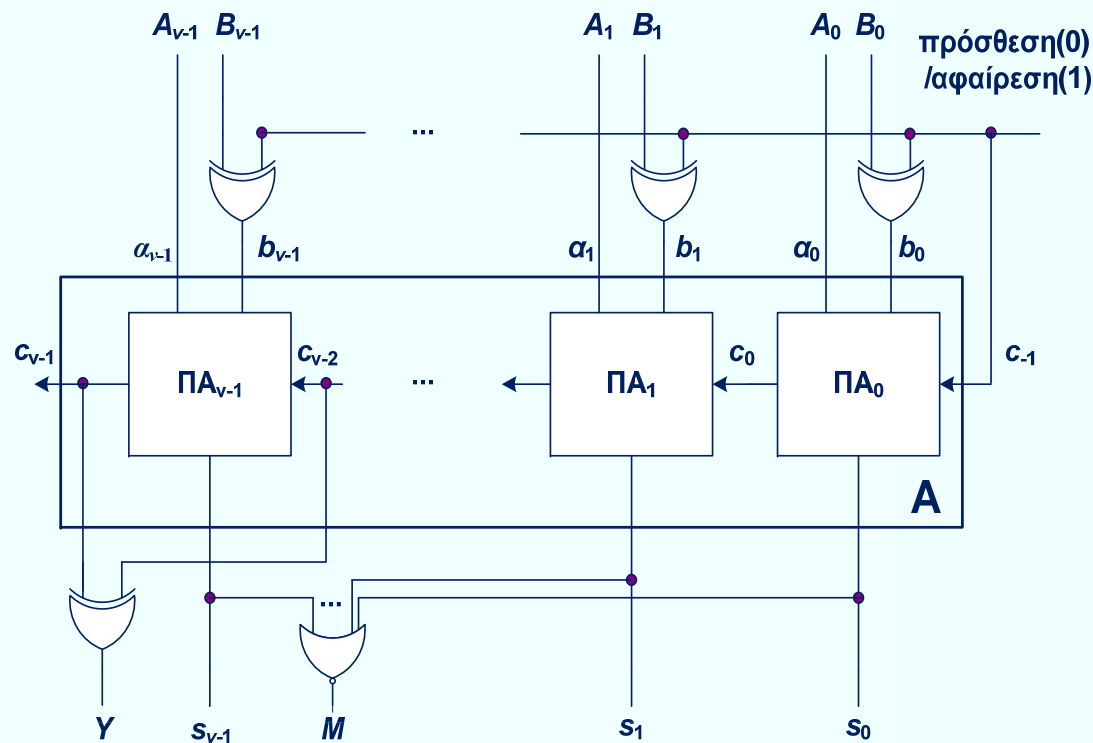 Aν-1 Bν-1 A1 B1 A0 B0 πρόσθεση(0)
/αφαίρεση(1)
... 
αν-1 bν-1 α1 b1 α0 b0
cν-1 ΠΑν-1 cν-2 ... ΠΑ1 c0 ΠΑ0 c-1
A
...
Y sν-1 M s1 s0